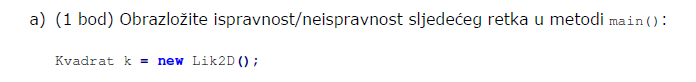 a) (1 bod) Obrazložite ispravnost/neispravnost sljedećeg retka u metodi main():
Kvadrat k = new Lik2D();